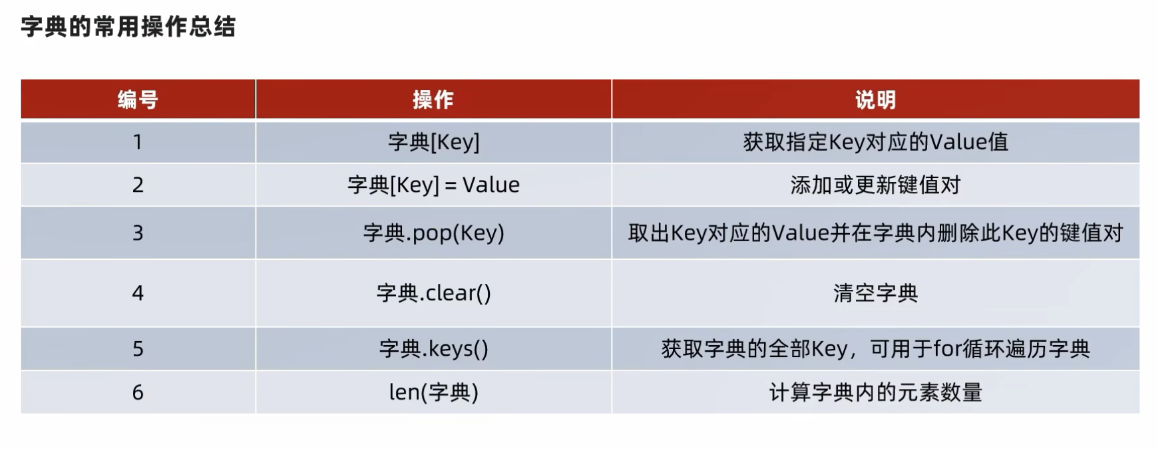 字典的常用操作总结
编号 操作 说明
1 字典[Key] 获取指定Key对应的Value值
2 字典[Key] = Value 添加或更新键值对
3 字典.pop(Key) 取出Key对应的Value并在字典内删除此Key的键值对
4 字典.clear() 清空字典
5 字典.keys() 获取字典的全部Key，可用于for循环遍历字典
6 len(字典) 计算字典内的元素数量